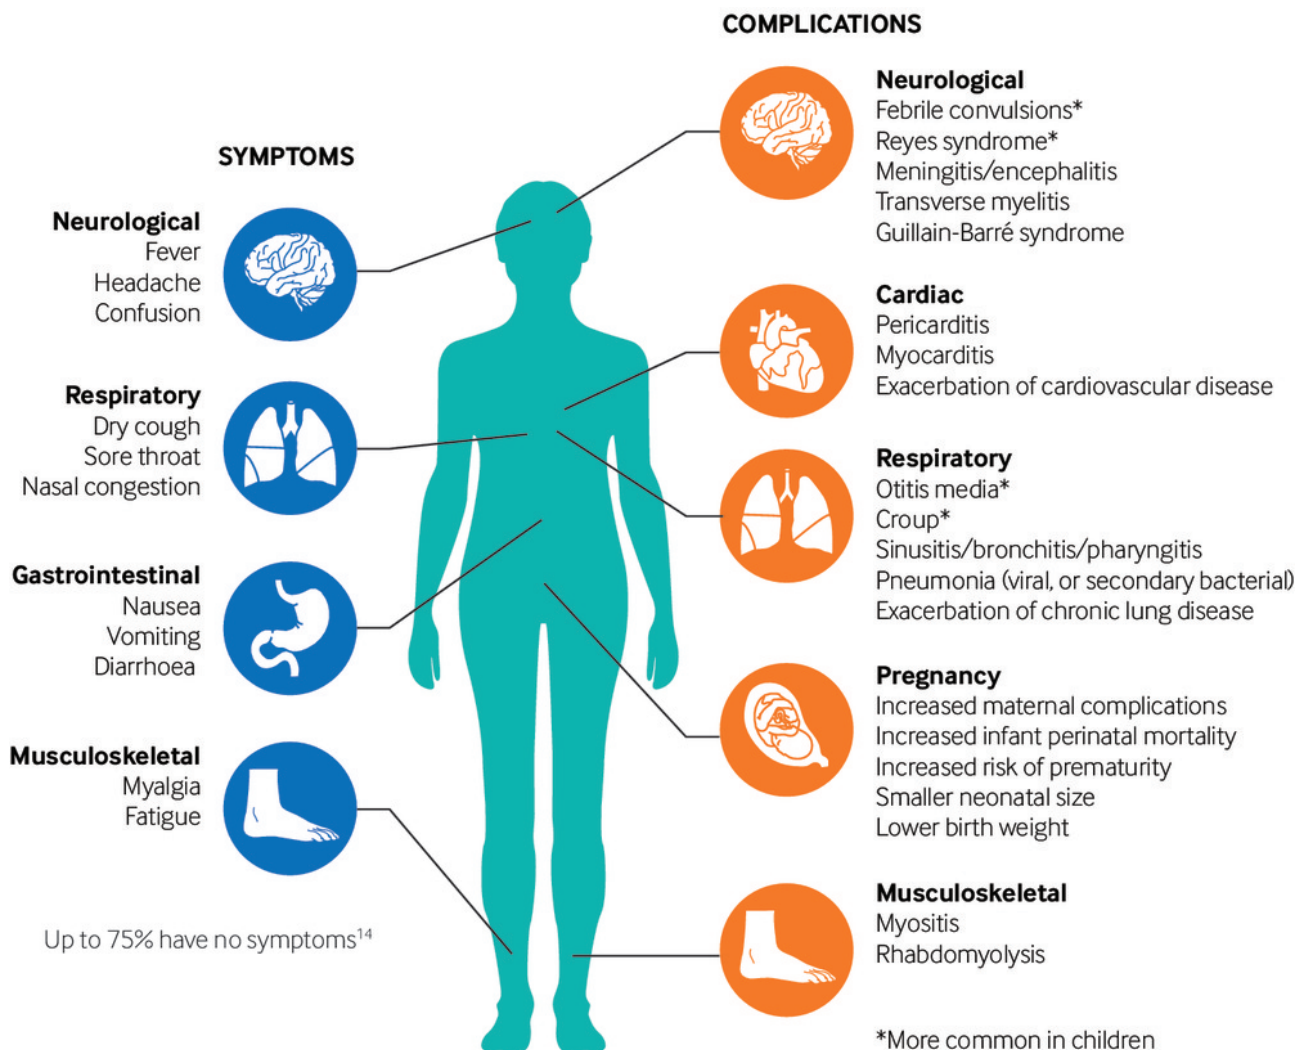 SYMPTOMS
Neurological
Fever
Headache
Confusion
Respiratory
Dry cough
Sore throat
Nasal congestion
Gastrointestinal
Nausea
Vomiting
Diarrhoea
Musculoskeletal
Myalgia
Fatigue
Up to 75% have no symptoms¹⁴
COMPLICATIONS
Neurological
Febrile convulsions*
Reyes syndrome*
Meningitis/encephalitis
Transverse myelitis
Guillain-Barré syndrome
Cardiac
Pericarditis
Myocarditis
Exacerbation of cardiovascular disease
Respiratory
Otitis media*
Croup*
Sinusitis/bronchitis/pharyngitis
Pneumonia (viral, or secondary bacterial)
Exacerbation of chronic lung disease
Pregnancy
Increased maternal complications
Increased infant perinatal mortality
Increased risk of prematurity
Smaller neonatal size
Lower birth weight
Musculoskeletal
Myositis
Rhabdomyolysis
*More common in children